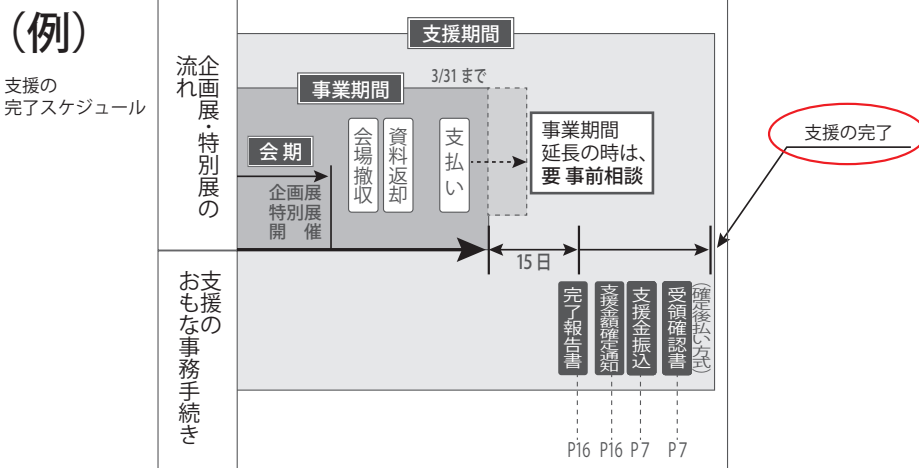 (例)
支援の
完了スケジュール
企画展・特別展の
流れ
支援期間
3/31 まで
事業期間
会 期
企画展
特別展
開　催
会場撤収
資料返却
支払い
事業期間
延長の時は、
要 事前相談
支援の完了
15 日
支援の
おもな事務手続き
完了報告書
支援金額確定通知
支援金振込
受領確認書
(確定後払い方式)
P16
P16
P7
P7